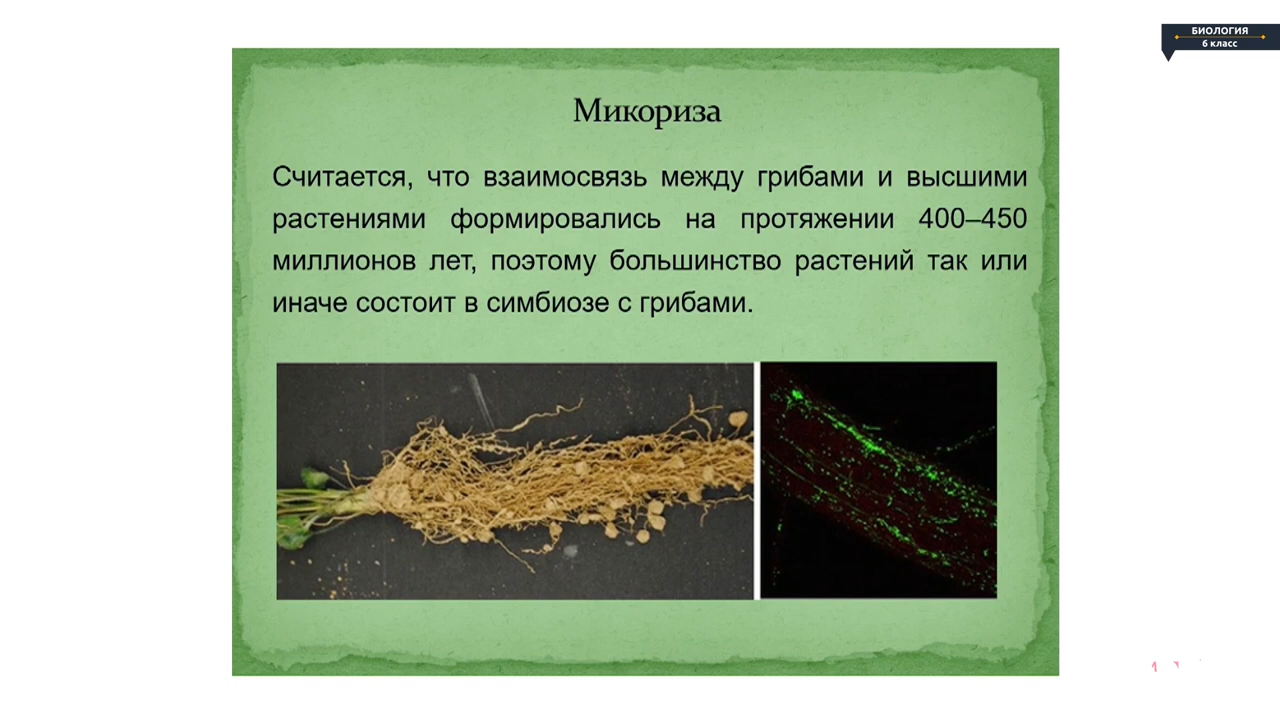 БИОЛОГИЯ
6 класс
Микориза
Считается, что взаимосвязь между грибами и высшими
растениями формировались на протяжении 400–450
миллионов лет, поэтому большинство растений так или
иначе состоит в симбиозе с грибами.